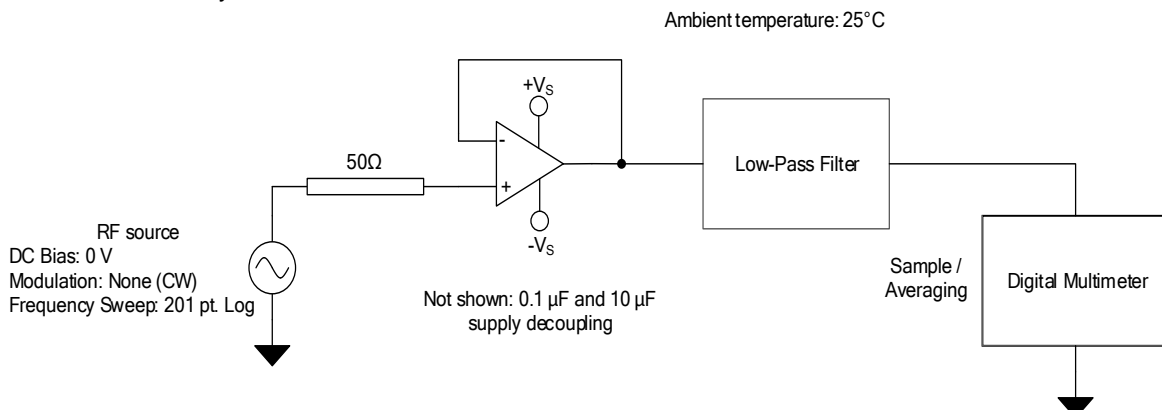 Ambient temperature: 25°C
+VS
-
50Ω
+
-VS
Low-Pass Filter
RF source
DC Bias: 0 V
Modulation: None (CW)
Frequency Sweep: 201 pt. Log
Not shown: 0.1 µF and 10 µF
supply decoupling
Sample /
Averaging
Digital Multimeter